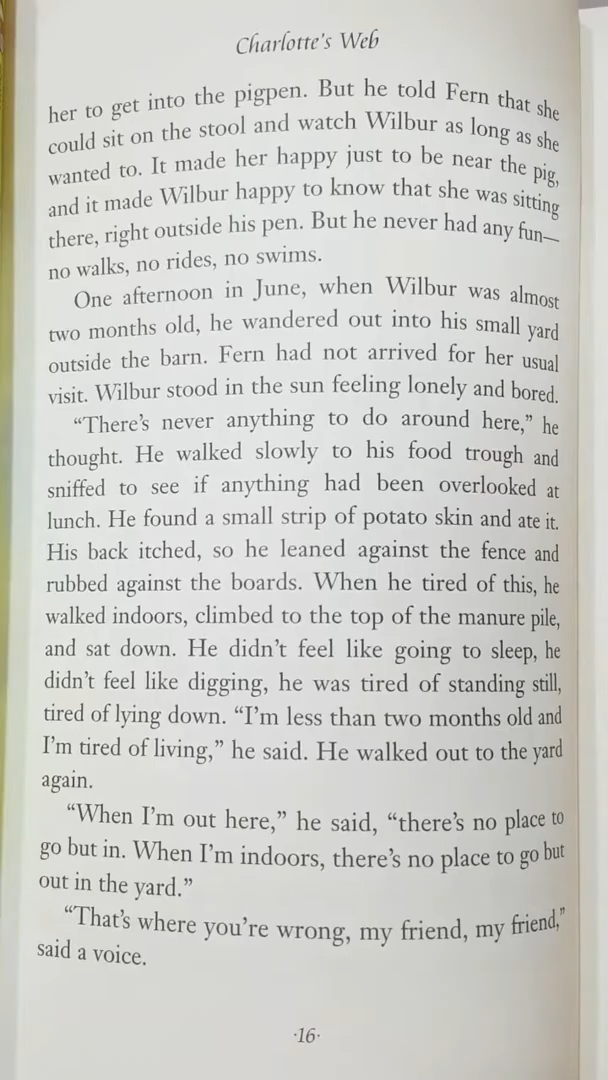 Charlotte's Web
her to get into the pigpen. But he told Fern that she
could sit on the stool and watch Wilbur as long as she
wanted to. It made her happy just to be near the pig,
and it made Wilbur happy to know that she was sitting
there, right outside his pen. But he never had any fun—
no walks, no rides, no swims.
One afternoon in June, when Wilbur was almost
two months old, he wandered out into his small yard
outside the barn. Fern had not arrived for her usual
visit. Wilbur stood in the sun feeling lonely and bored.
“There’s never anything to do around here,” he
thought. He walked slowly to his food trough and
sniffed to see if anything had been overlooked at
lunch. He found a small strip of potato skin and ate it.
His back itched, so he leaned against the fence and
rubbed against the boards. When he tired of this, he
walked indoors, climbed to the top of the manure pile,
and sat down. He didn’t feel like going to sleep, he
didn’t feel like digging, he was tired of standing still,
tired of lying down. “I’m less than two months old and
I’m tired of living,” he said. He walked out to the yard
again.
“When I’m out here,” he said, “there’s no place to
go but in. When I’m indoors, there’s no place to go but
out in the yard.”
“That’s where you’re wrong, my friend, my friend,”
said a voice.
·16·